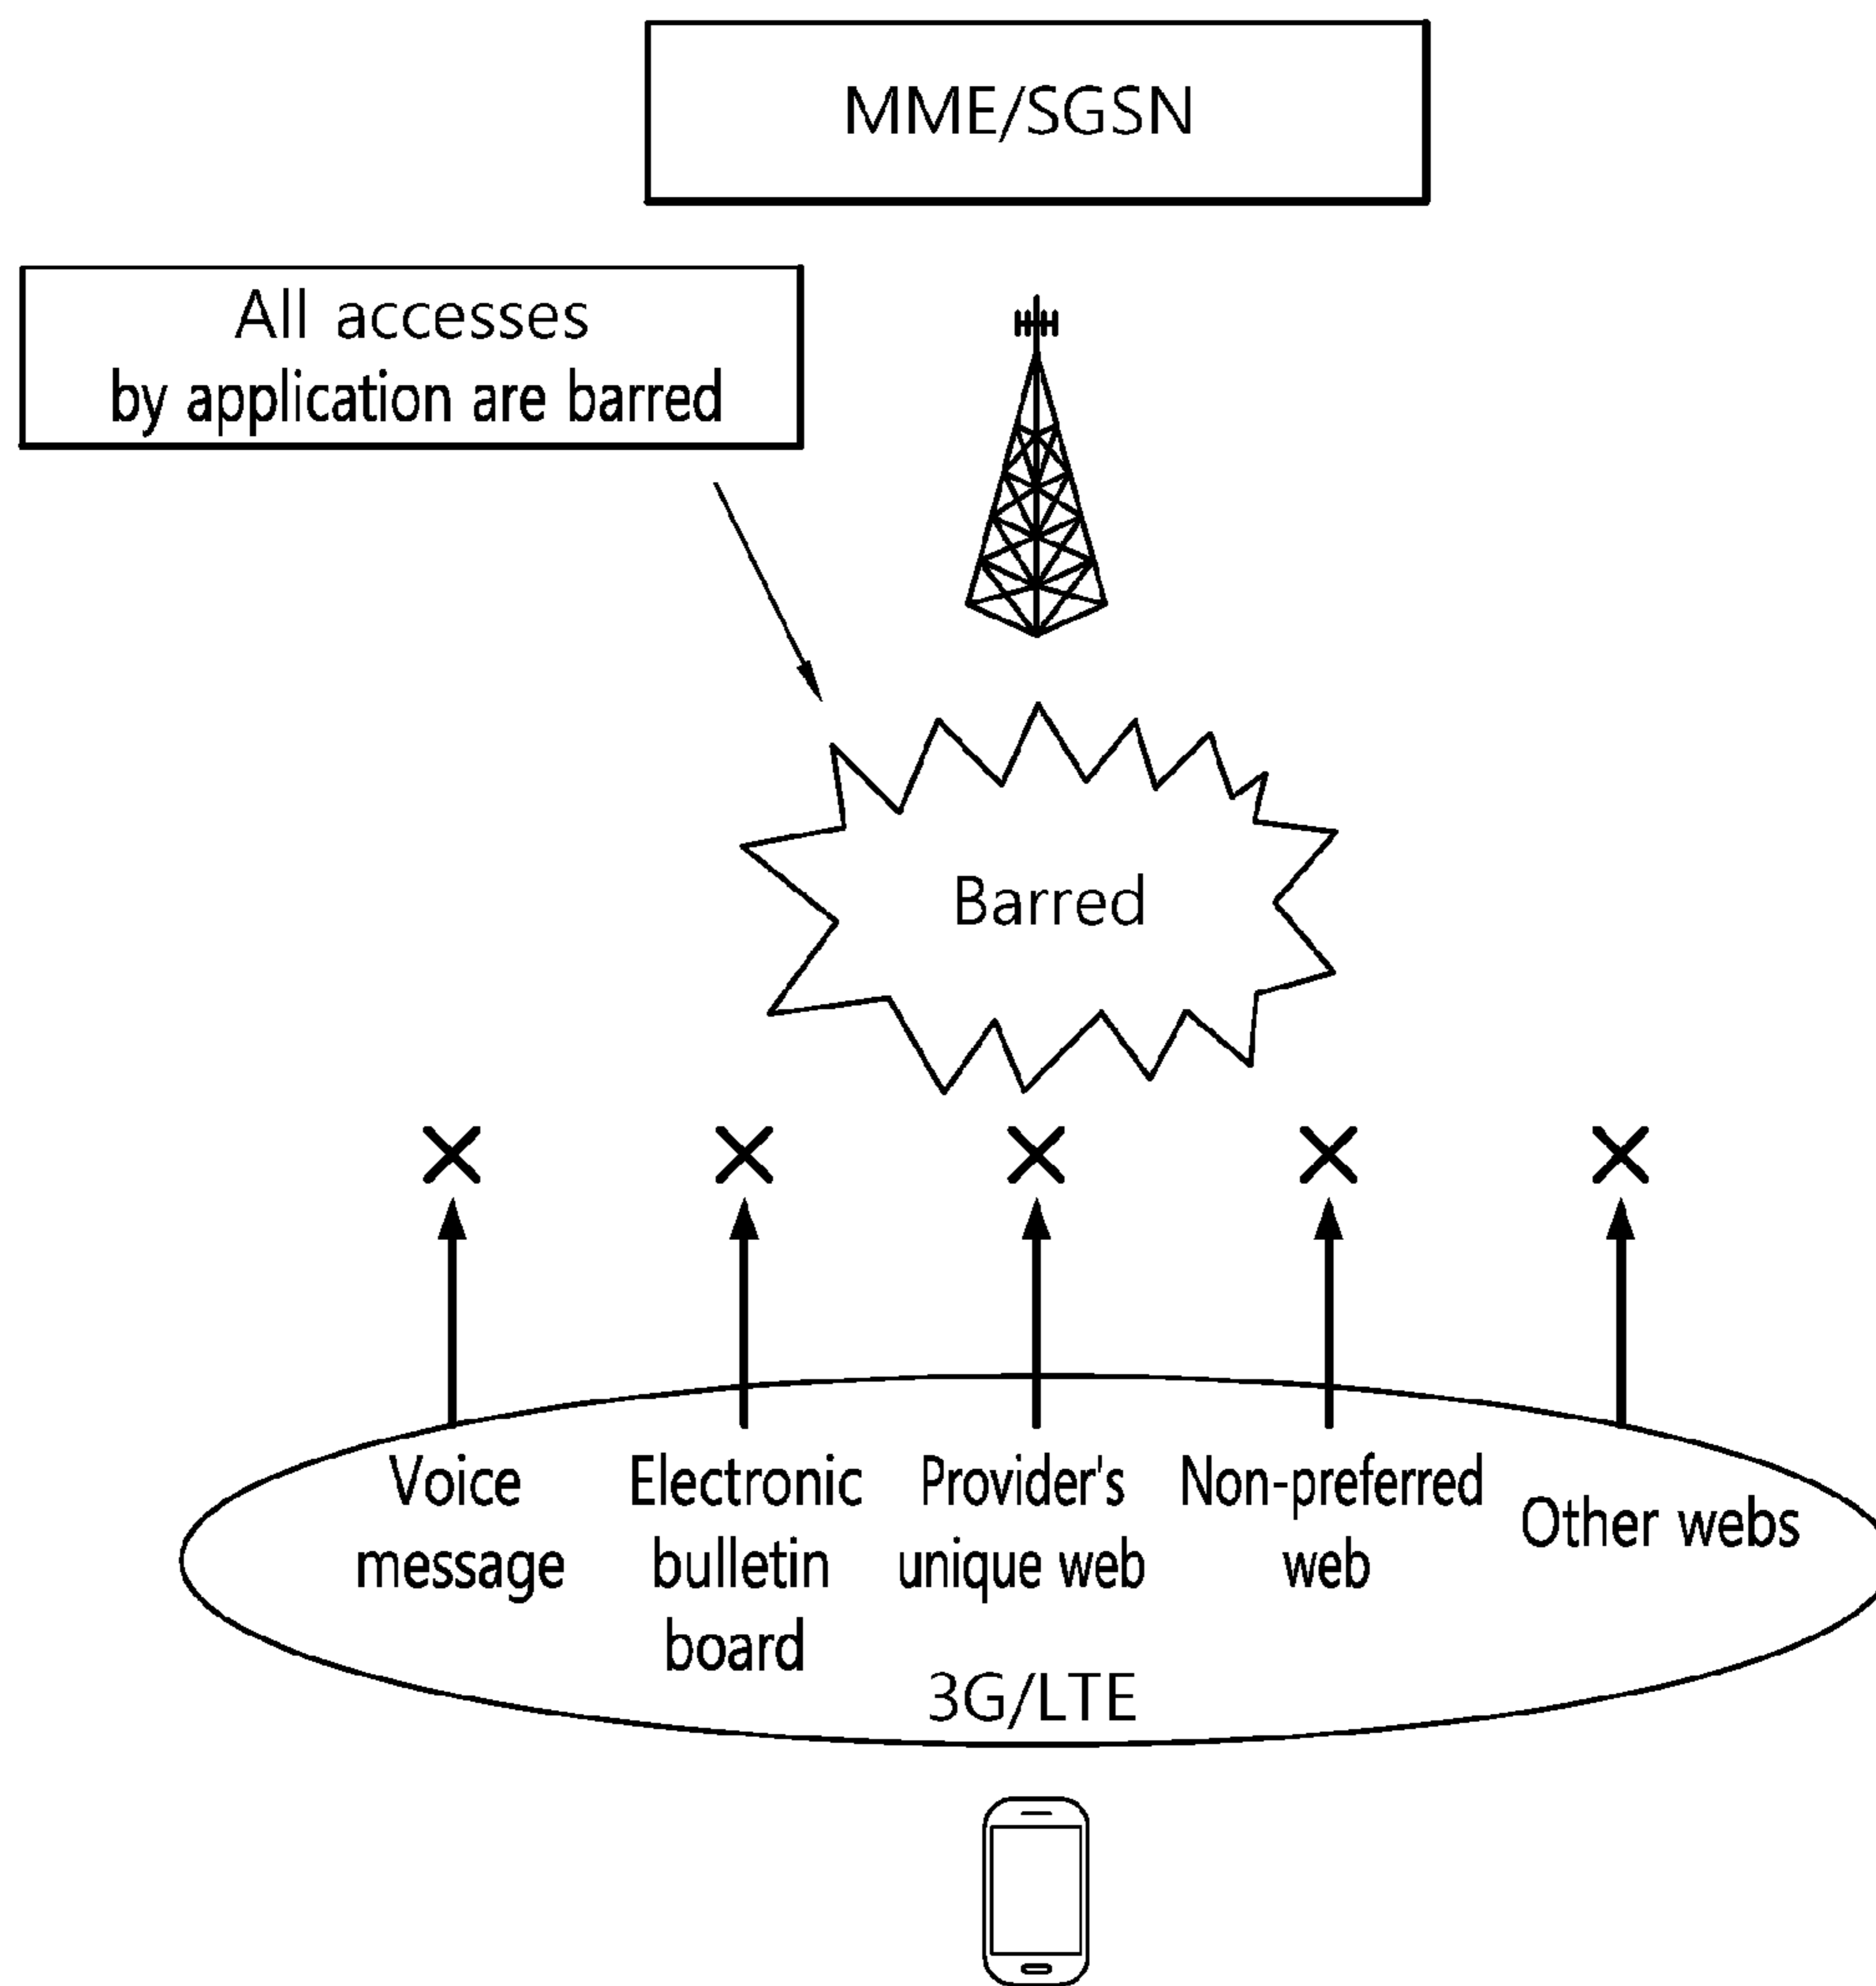 MME/SGSN
All accesses
by application are barred
Barred
Voice
message
Electronic
bulletin
board
Provider's
unique web
Non-preferred
web
Other webs
3G/LTE